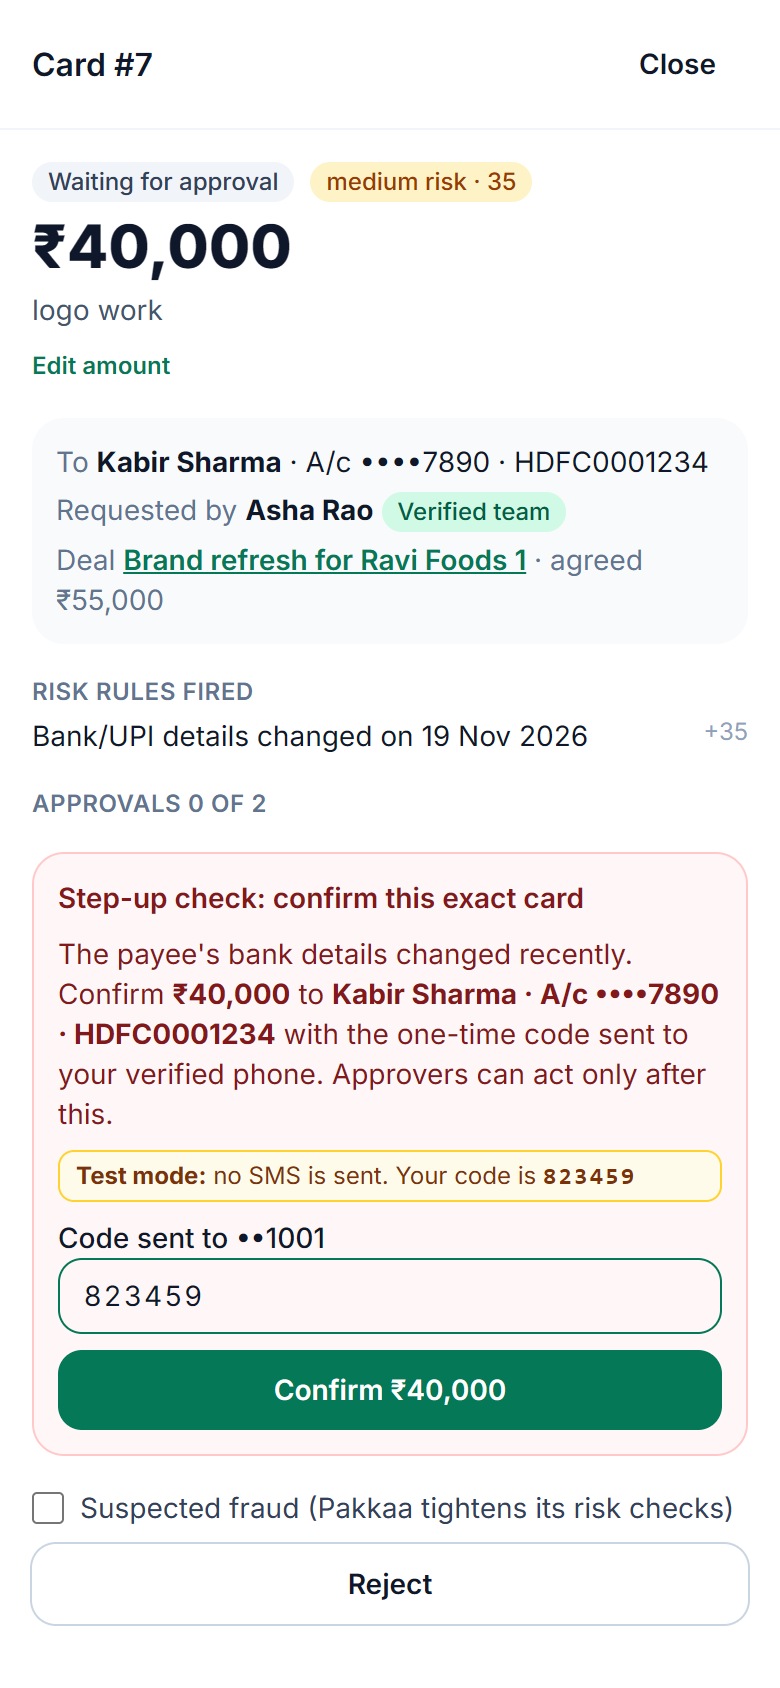 Card #7
Close
Waiting for approval
medium risk · 35
₹40,000
logo work
Edit amount
To Kabir Sharma · A/c ••••7890 · HDFC0001234
Requested by Asha Rao Verified team
Deal Brand refresh for Ravi Foods 1 · agreed
₹55,000
RISK RULES FIRED
Bank/UPI details changed on 19 Nov 2026
+35
APPROVALS 0 OF 2
Step-up check: confirm this exact card
The payee's bank details changed recently.
Confirm ₹40,000 to Kabir Sharma · A/c ••••7890
· HDFC0001234 with the one-time code sent to
your verified phone. Approvers can act only after
this.
Test mode: no SMS is sent. Your code is 823459
Code sent to ••1001
823459
Confirm ₹40,000
Suspected fraud (Pakkaa tightens its risk checks)
Reject